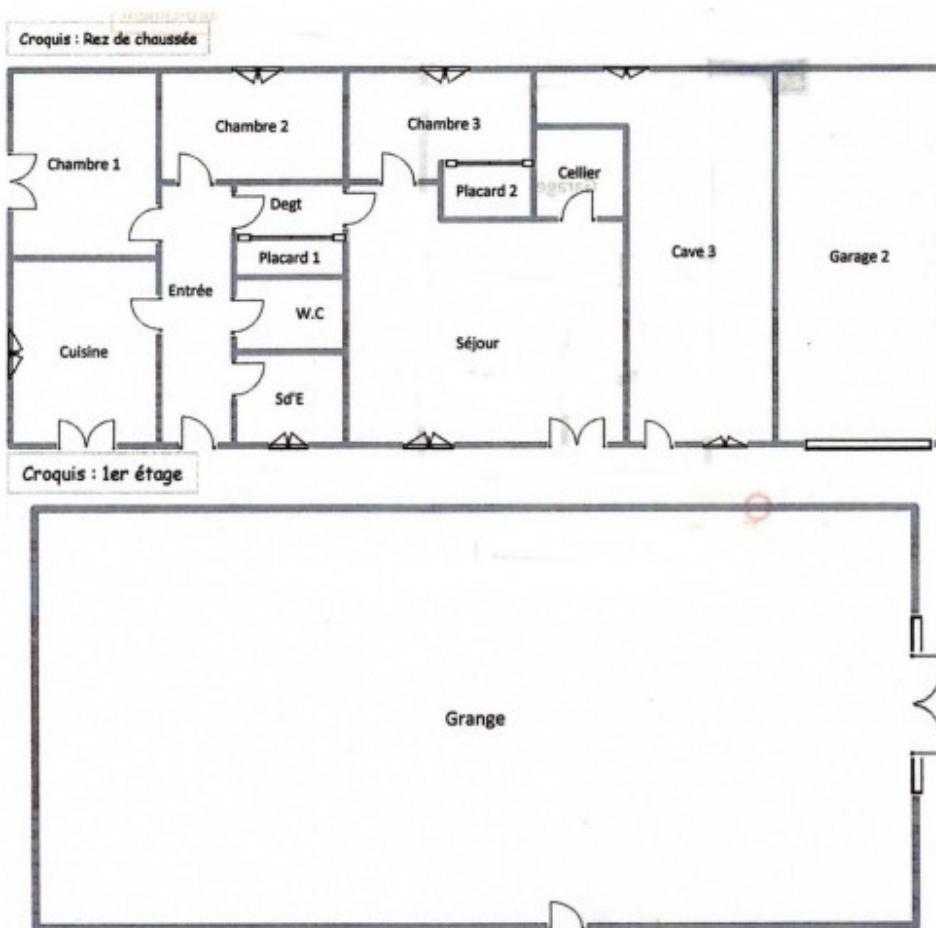 Croquis : Rez de chaussée
Chambre 1
Chambre 2
Chambre 3
Cellier
Placard 2
Degt
Placard 1
Entrée
W.C
Cuisine
Sd'E
Séjour
Cave 3
Garage 2
Croquis : 1er étage
Grange